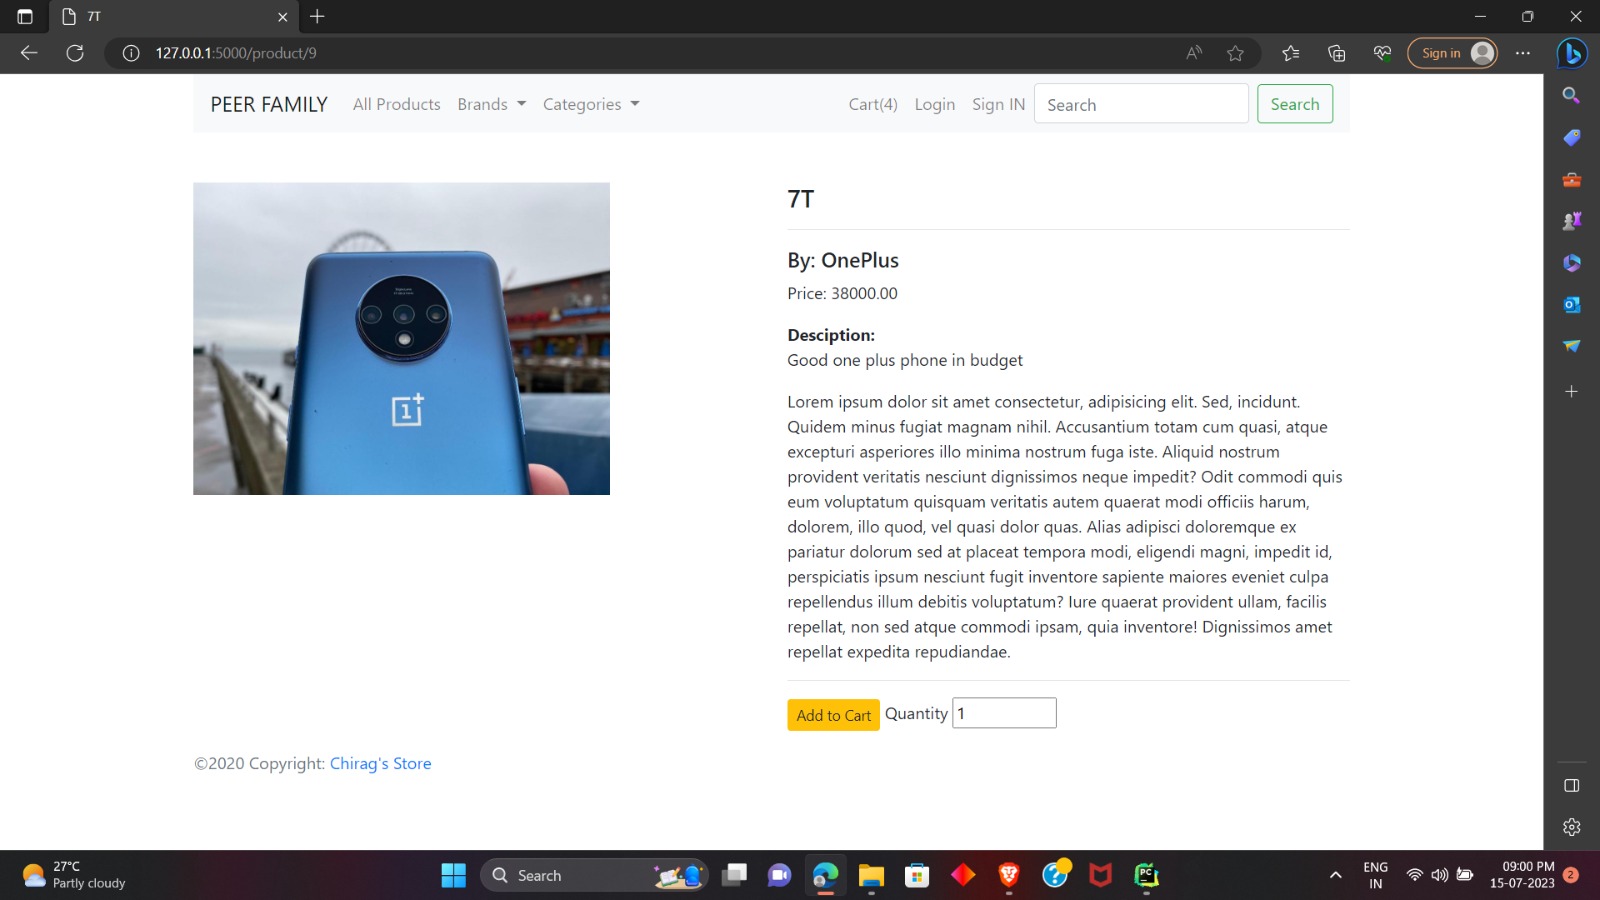 7T
127.0.0.1:5000/product/9
Sign in
PEER FAMILY All Products Brands Categories Cart(4) Login Sign IN Search Search
7T
By: OnePlus
Price: 38000.00
Desciption:
Good one plus phone in budget
Lorem ipsum dolor sit amet consectetur, adipisicing elit. Sed, incidunt.
Quidem minus fugiat magnam nihil. Accusantium totam cum quasi, atque
excepturi asperiores illo minima nostrum fuga iste. Aliquid nostrum
provident veritatis nesciunt dignissimos neque impedit? Odit commodi quis
eum voluptatum quisquam veritatis autem quaerat modi officiis harum,
dolorem, illo quod, vel quasi dolor quas. Alias adipisci doloremque ex
pariatur dolorum sed at placeat tempora modi, eligendi magni, impedit id,
perspiciatis ipsum nesciunt fugit inventore sapiente maiores eveniet culpa
repellendus illum debitis voluptatum? Iure quaerat provident ullam, facilis
repellat, non sed atque commodi ipsam, quia inventore! Dignissimos amet
repellat expedita repudiandae.
Add to Cart Quantity 1
©2020 Copyright: Chirag's Store
27°C
Partly cloudy
Search
PC
ENG
IN
09:00 PM
15-07-2023
2